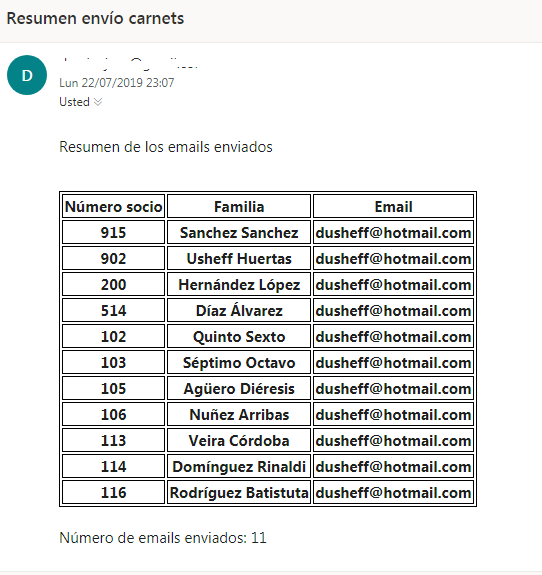 Resumen envío carnets
D
Lun 22/07/2019 23:07
Usted
Resumen de los emails enviados
Número socio Familia Email
915 Sanchez Sanchez dusheff@hotmail.com
902 Usheff Huertas dusheff@hotmail.com
200 Hernández López dusheff@hotmail.com
514 Díaz Álvarez dusheff@hotmail.com
102 Quinto Sexto dusheff@hotmail.com
103 Séptimo Octavo dusheff@hotmail.com
105 Agüero Diéresis dusheff@hotmail.com
106 Nuñez Arribas dusheff@hotmail.com
113 Veira Córdoba dusheff@hotmail.com
114 Domínguez Rinaldi dusheff@hotmail.com
116 Rodríguez Batistuta dusheff@hotmail.com
Número de emails enviados: 11